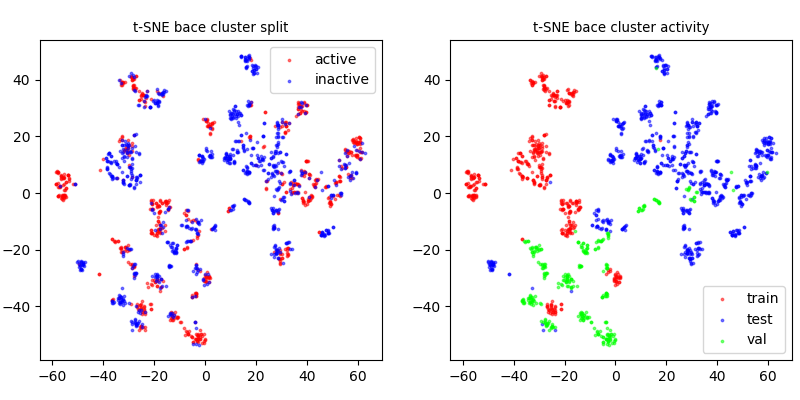 t-SNE bace cluster split
active
inactive
40
20
0
−20
−40
−60 −40 −20 0 20 40 60
t-SNE bace cluster activity
40
20
0
−20
−40
train
test
val
−60 −40 −20 0 20 40 60